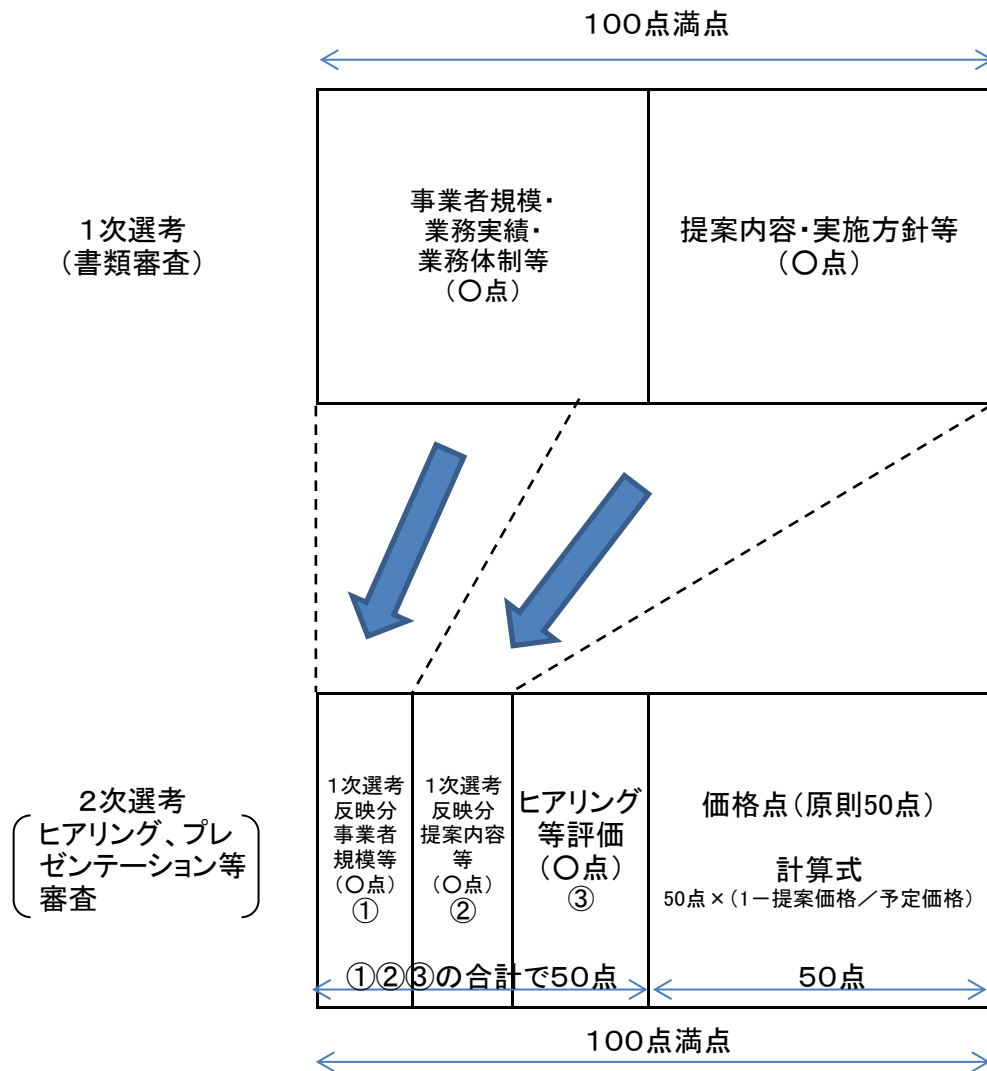 100点満点
1次選考
（書類審査）
事業者規模・
業務実績・
業務体制等
（〇点）
提案内容・実施方針等
（〇点）
2次選考
ヒアリング、プレ
ゼンテーション等
審査
1次選考
反映分
事業者
規模等
（〇点）
①
1次選考
反映分
提案内容
等
（〇点）
②
ヒアリング
等評価
（〇点）
③
価格点（原則50点）
計算式
50点×（1－提案価格／予定価格）
①②③の合計で50点
50点
100点満点